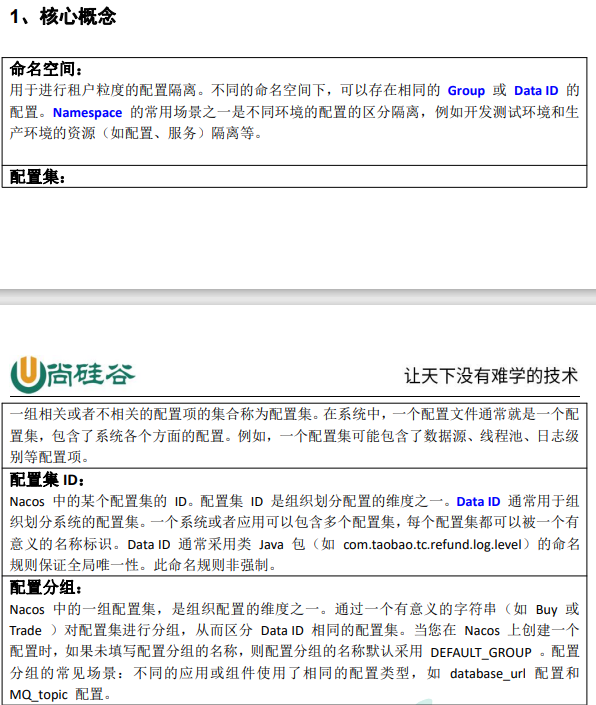 1、核心概念
命名空间：
用于进行租户粒度的配置隔离。不同的命名空间下，可以存在相同的 Group 或 Data ID 的
配置。Namespace 的常用场景之一是不同环境的配置的区分隔离，例如开发测试环境和生
产环境的资源（如配置、服务）隔离等。
配置集：
尚硅谷
让天下没有难学的技术
一组相关或者不相关的配置项的集合称为配置集。在系统中，一个配置文件通常就是一个配
置集，包含了系统各个方面的配置。例如，一个配置集可能包含了数据源、线程池、日志级
别等配置项。
配置集 ID：
Nacos 中的某个配置集的 ID。配置集 ID 是组织划分配置的维度之一。Data ID 通常用于组
织划分系统的配置集。一个系统或者应用可以包含多个配置集，每个配置集都可以被一个有
意义的名称标识。Data ID 通常采用类 Java 包（如 com.taobao.tc.refund.log.level）的命名
规则保证全局唯一性。此命名规则非强制。
配置分组：
Nacos 中的一组配置集，是组织配置的维度之一。通过一个有意义的字符串（如 Buy 或
Trade ）对配置集进行分组，从而区分 Data ID 相同的配置集。当您在 Nacos 上创建一个
配置时，如果未填写配置分组的名称，则配置分组的名称默认采用 DEFAULT_GROUP 。配置
分组的常见场景：不同的应用或组件使用了相同的配置类型，如 database_url 配置和
MQ_topic 配置。